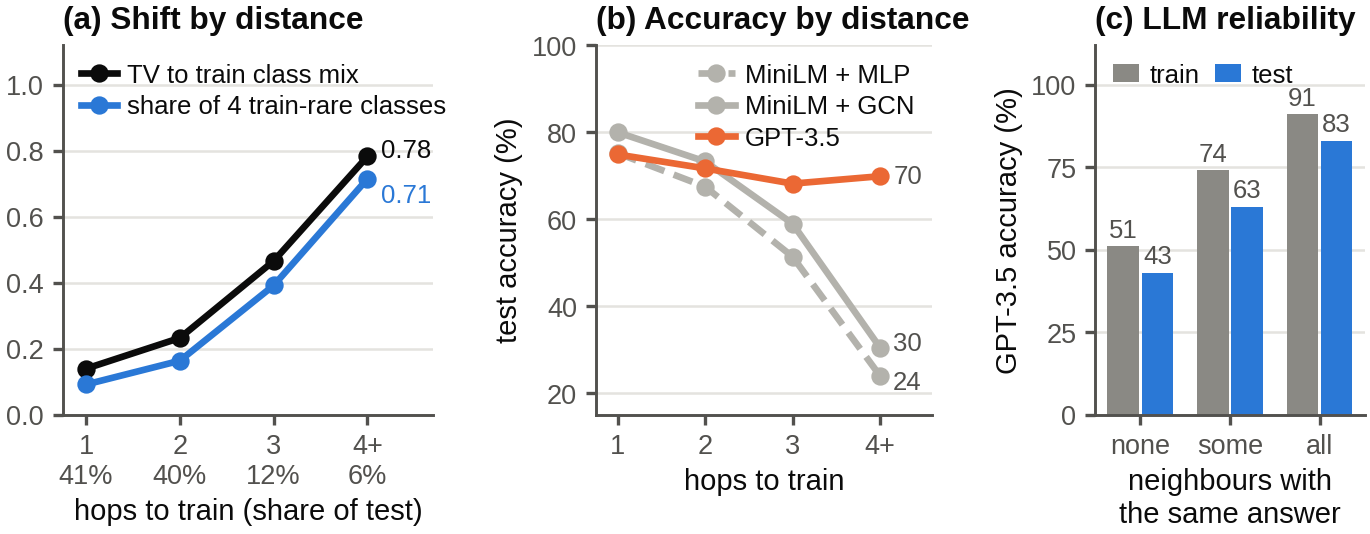 (a) Shift by distance
TV to train class mix
share of 4 train-rare classes
1.0
0.8
0.6
0.4
0.2
0.0
0.78
0.71
1 2 3 4+
41% 40% 12% 6%
hops to train (share of test)
(b) Accuracy by distance
test accuracy (%)
100
80
60
40
20
MiniLM + MLP
MiniLM + GCN
GPT-3.5
70
30
24
1 2 3 4+
hops to train
(c) LLM reliability
GPT-3.5 accuracy (%)
train test
100
75
50
25
0
51 43
74 63
91 83
none some all
neighbours with
the same answer